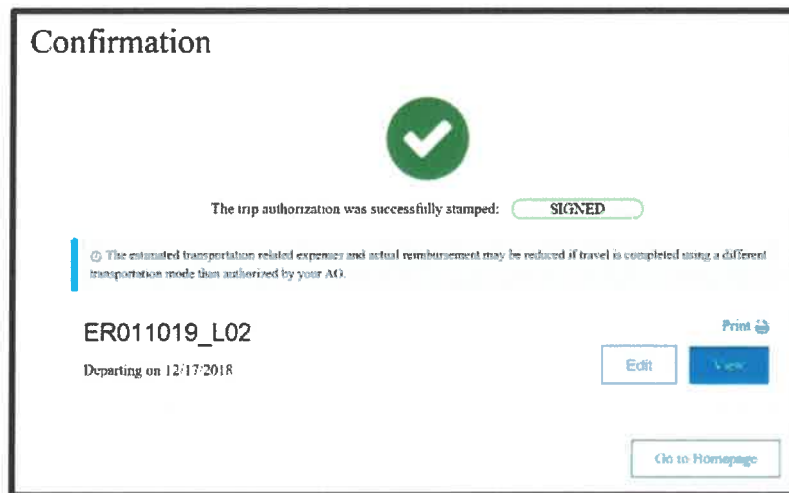 Confirmation
The trip authorization was successfully stamped: SIGNED
The estimated transportation related expenses and actual reimbursement may be reduced if travel is completed using a different
transportation mode than authorized by your AO.
ER011019_L02
Print
Departing on 12/17/2018
Edit
View
Go to Homepage